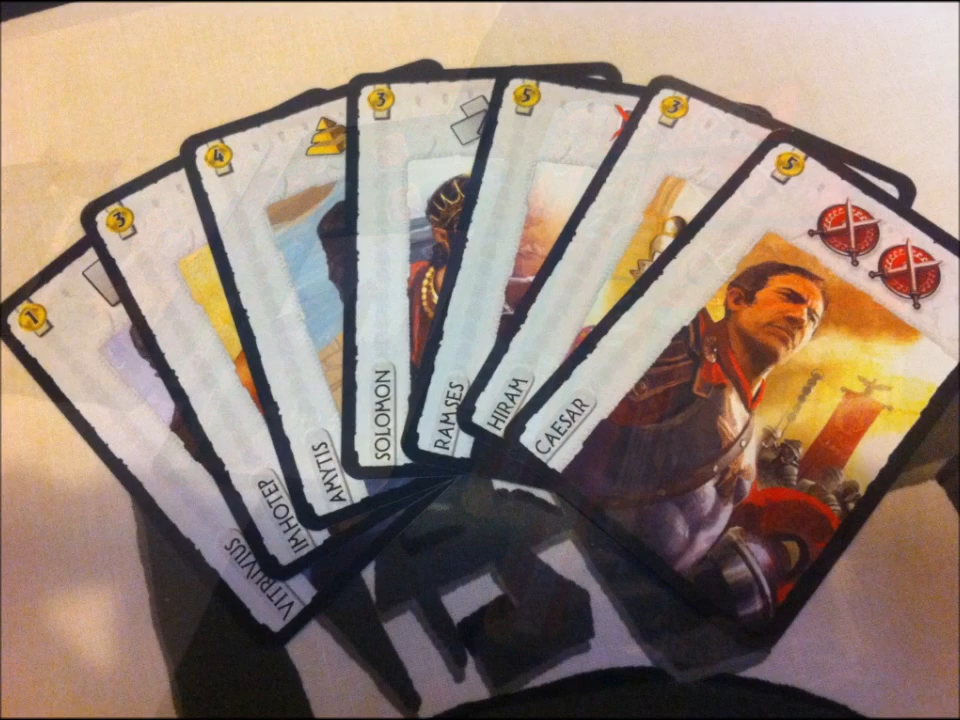 1
VITRUVIUS
3
IMHOTEP
4
AMYTIS
3
SOLOMON
5
RAMSES
3
HIRAM
5
CAESAR